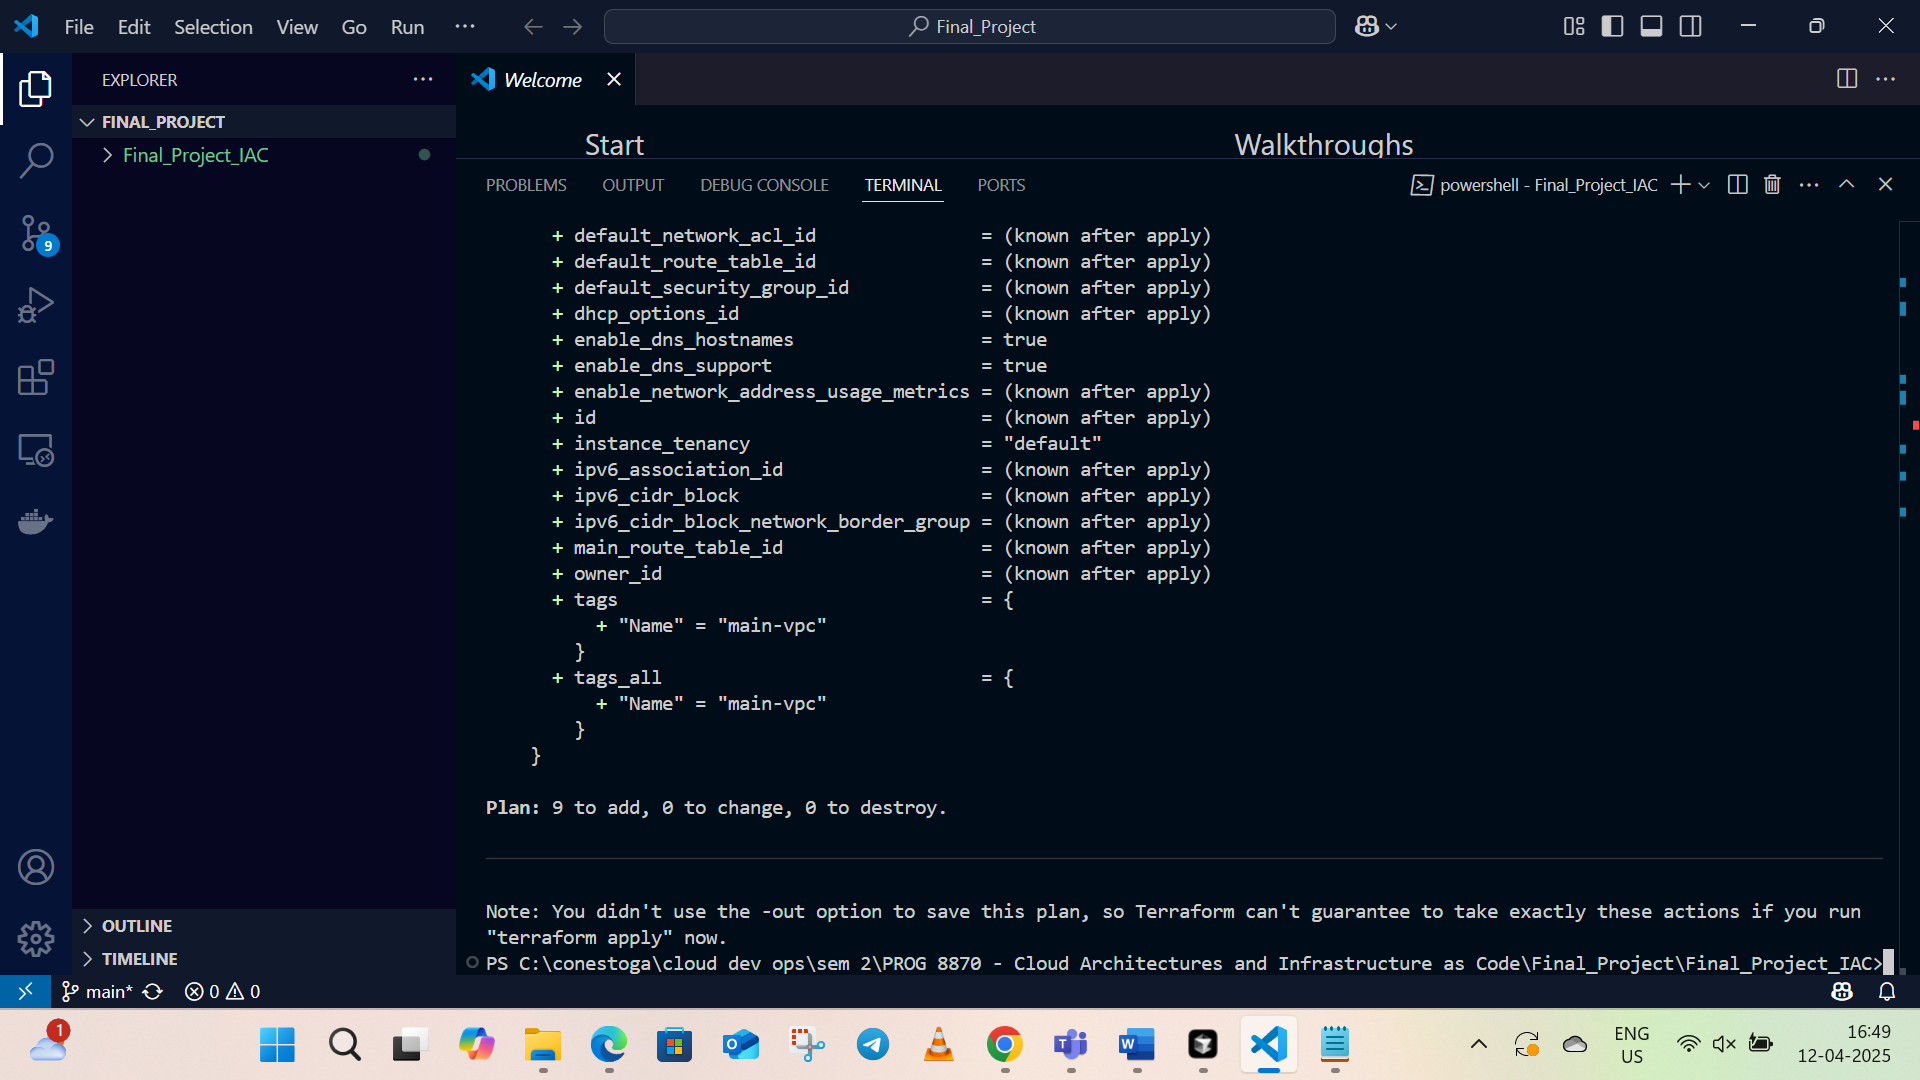 File Edit Selection View Go Run ···
Final_Project
EXPLORER
Welcome
FINAL_PROJECT
Final_Project_IAC
Start
Walkthroughs
PROBLEMS OUTPUT DEBUG CONSOLE TERMINAL PORTS
powershell - Final_Project_IAC
+ default_network_acl_id = (known after apply)
+ default_route_table_id = (known after apply)
+ default_security_group_id = (known after apply)
+ dhcp_options_id = (known after apply)
+ enable_dns_hostnames = true
+ enable_dns_support = true
+ enable_network_address_usage_metrics = (known after apply)
+ id = (known after apply)
+ instance_tenancy = "default"
+ ipv6_association_id = (known after apply)
+ ipv6_cidr_block = (known after apply)
+ ipv6_cidr_block_network_border_group = (known after apply)
+ main_route_table_id = (known after apply)
+ owner_id = (known after apply)
+ tags = {
+ "Name" = "main-vpc"
}
+ tags_all = {
+ "Name" = "main-vpc"
}
}
Plan: 9 to add, 0 to change, 0 to destroy.
Note: You didn't use the -out option to save this plan, so Terraform can't guarantee to take exactly these actions if you run
"terraform apply" now.
PS C:\conestoga\cloud dev ops\sem 2\PROG 8870 - Cloud Architectures and Infrastructure as Code\Final_Project\Final_Project_IAC>
9
OUTLINE
TIMELINE
main* 0 0
1
ENG
US
16:49
12-04-2025